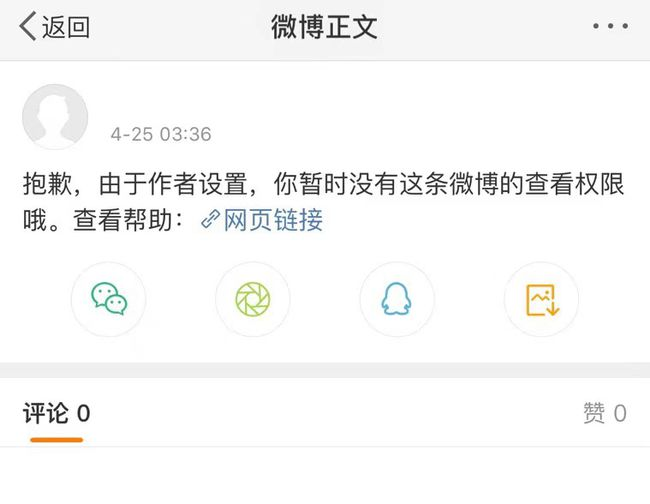 返回 微博正文 ···
4-25 03:36
抱歉，由于作者设置，你暂时没有这条微博的查看权限
哦。查看帮助：网页链接
评论 0 赞 0